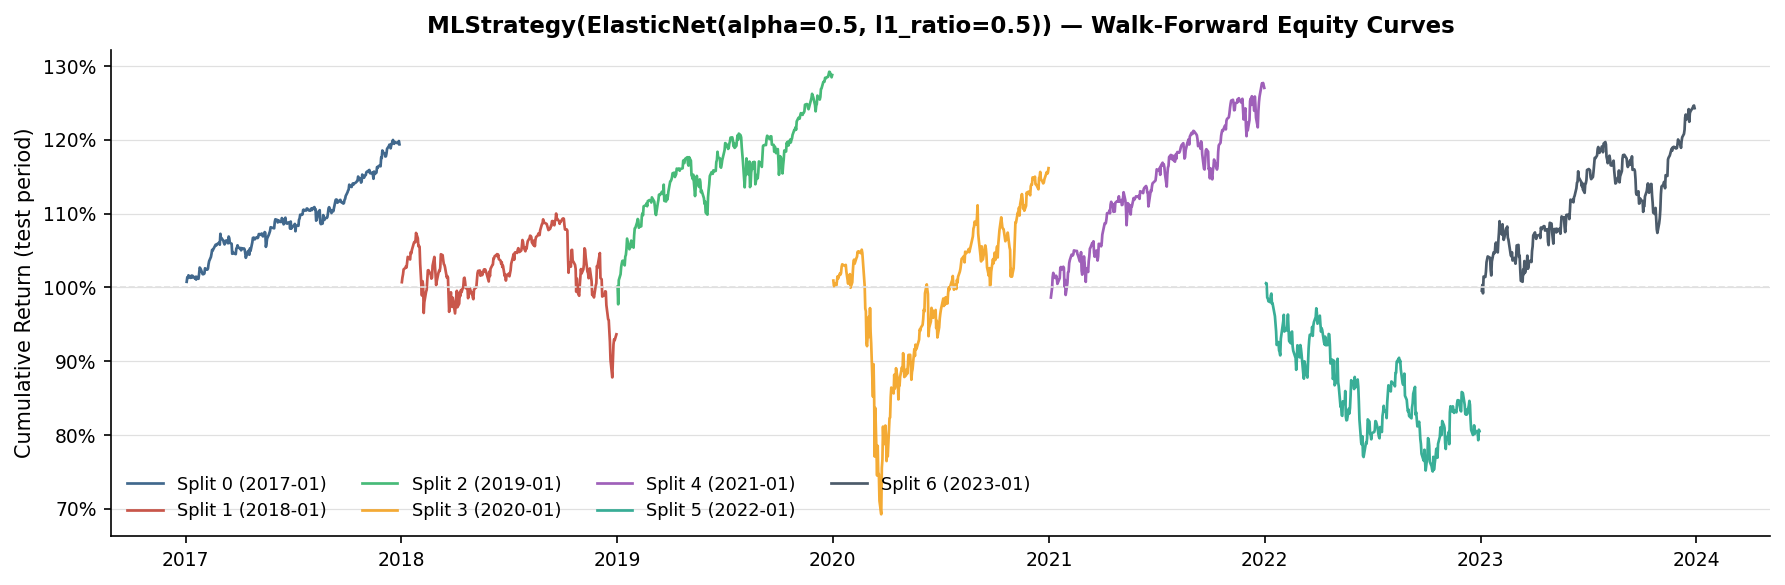 MLStrategy(ElasticNet(alpha=0.5, l1_ratio=0.5)) — Walk-Forward Equity Curves
Cumulative Return (test period)
130%
120%
110%
100%
90%
80%
70%
Split 0 (2017-01)
Split 1 (2018-01)
Split 2 (2019-01)
Split 3 (2020-01)
Split 4 (2021-01)
Split 5 (2022-01)
Split 6 (2023-01)
2017 2018 2019 2020 2021 2022 2023 2024